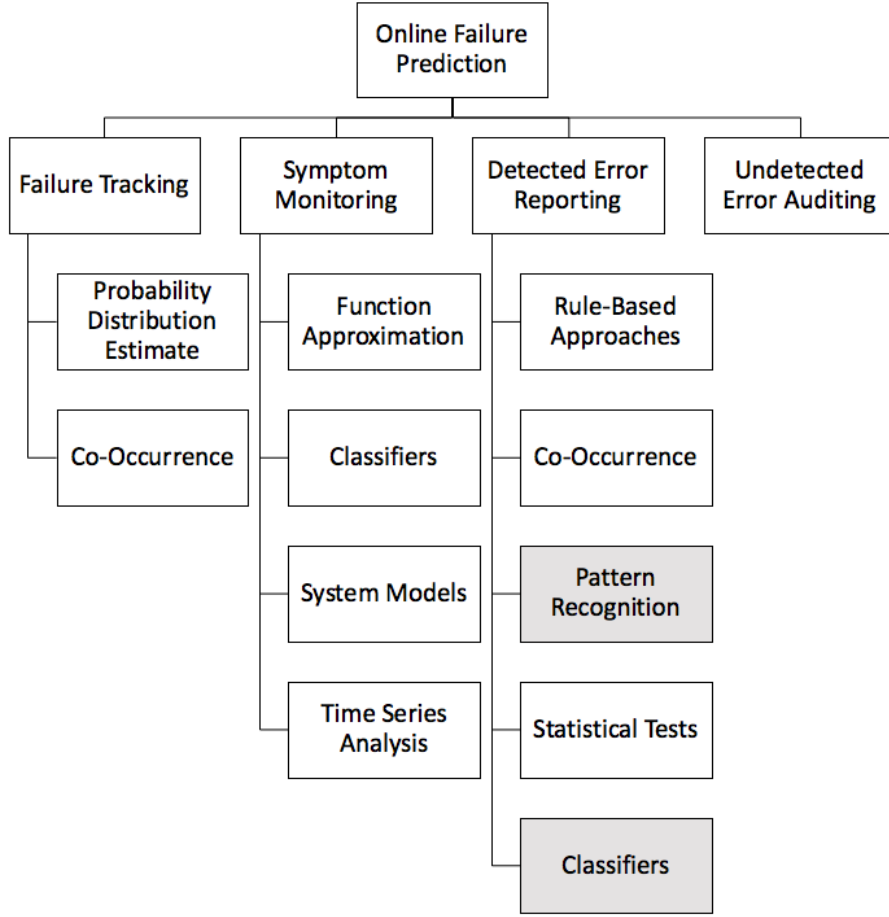 Online Failure
Prediction
Failure Tracking
Symptom
Monitoring
Detected Error
Reporting
Undetected
Error Auditing
Probability
Distribution
Estimate
Co-Occurrence
Function
Approximation
Classifiers
System Models
Time Series
Analysis
Rule-Based
Approaches
Co-Occurrence
Pattern
Recognition
Statistical Tests
Classifiers